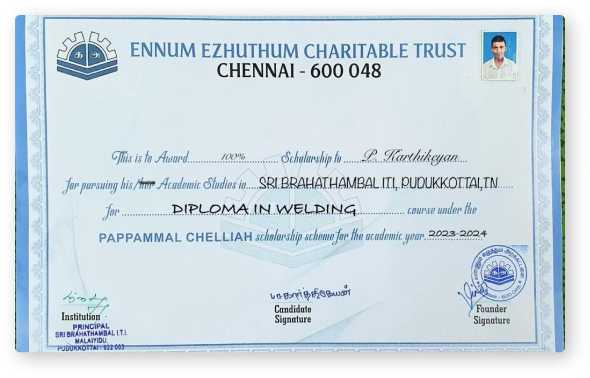 ENNUM EZHUTHUM CHARITABLE TRUST
CHENNAI - 600 048
This is to Award 100% Scholarship to P. Karthikeyan
for pursuing his/her Academic Studies in SRI BRAHATHAMBAL ITI, PUDUKKOTTAI,TN
for DIPLOMA IN WELDING course under the
PAPPAMMAL CHELLIAH scholarship scheme for the academic year 2023-2024
Institution
PRINCIPAL
SRI BRAHATHAMBAL I.T.I.
MALAIYIDU,
PUDUKKOTTAI - 622 003
ப.கார்த்திகேயன்
Candidate
Signature
Founder
Signature